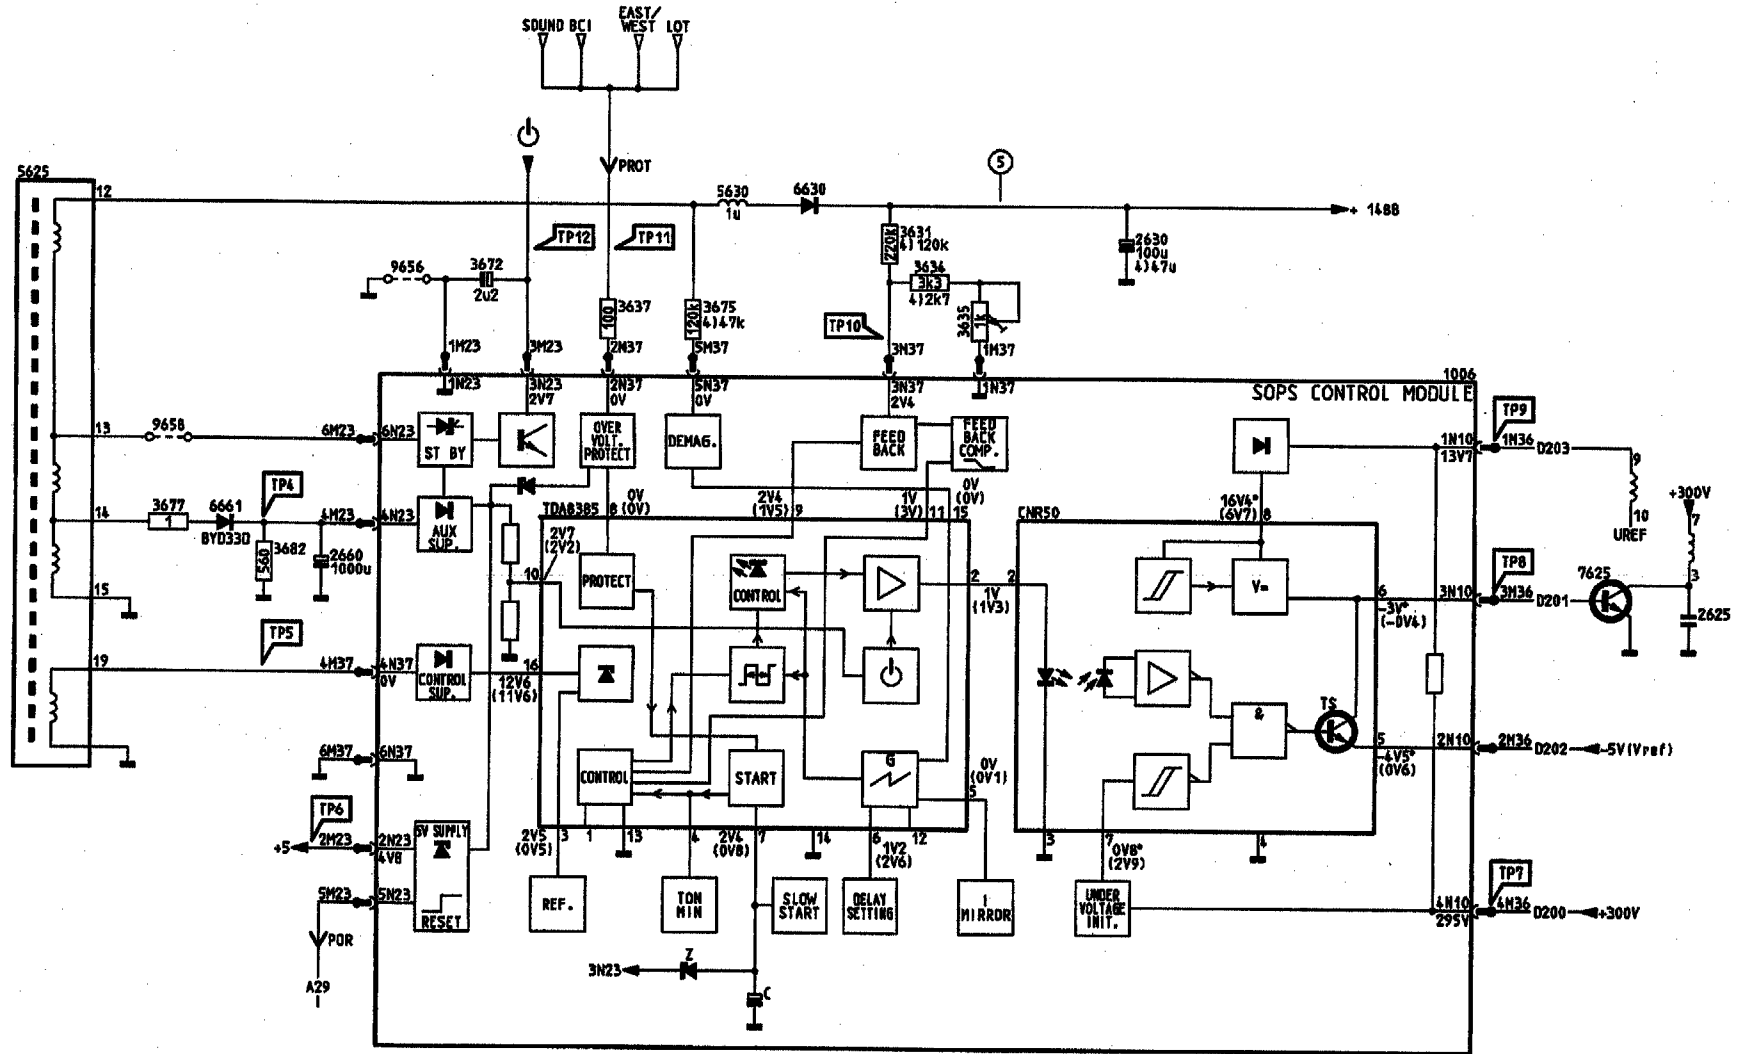 SOUND BCI EAST/ WEST LOT
PROT
5625
12
5630
1u
6630
5
+ 148B
TP12
TP11
3631
220k
4)120k
2630
100u
4)47u
9656
3672
2u2
3634
3k3
4)2k7
3637
100
3675
120k
4)47k
3635
1k
TP10
1M23
3M23
2N37
5M37
3N37
1M37
1N23
3N23
2V7
2N37
0V
5N37
0V
3N37
2V4
1N37
1006
SOPS CONTROL MODULE
TP9
13
9658
6M23
6N23
ST BY
OVER VOLT. PROTECT
DEMAG.
FEED BACK
FEED BACK COMP.
1N10
13V7
1M36
D203
9
10
UREF
+300V
7
TP4
14
3677
1
6661
BYD33D
4M23
4N23
AUX SUP.
3682
560
2660
1000u
TDA8385
8
0V
(0V)
2V4
(1V5)
9
1V
(3V)
11
0V
(0V)
15
CNR50
16V4*
(6V7)
8
2V7
(2V2)
10
PROTECT
CONTROL
2
1V
(1V3)
2
V=
6
-3V*
(-0V4)
3N10
TP8
3M36
D201
7625
3
2625
15
TP5
19
4M37
4N37
0V
CONTROL SUP.
16
12V6
(11V6)
TS
&
5
-4V5*
(0V6)
2N10
2M36
D202
-5V(Vref)
6M37
6N37
CONTROL
START
G
0V
(0V1)
5
TP6
+5
2M23
2N23
4V8
5V SUPPLY
RESET
2V5
(0V5)
3
1
13
4
2V4
(0V8)
7
14
6
1V2
(2V6)
12
3
7
0V8*
(2V9)
4
5M23
5N23
POR
A29
REF.
TON MIN
SLOW START
DELAY SETTING
I MIRROR
UNDER VOLTAGE INIT.
TP7
4N10
295V
4M36
D200
+300V
3N23
Z
C